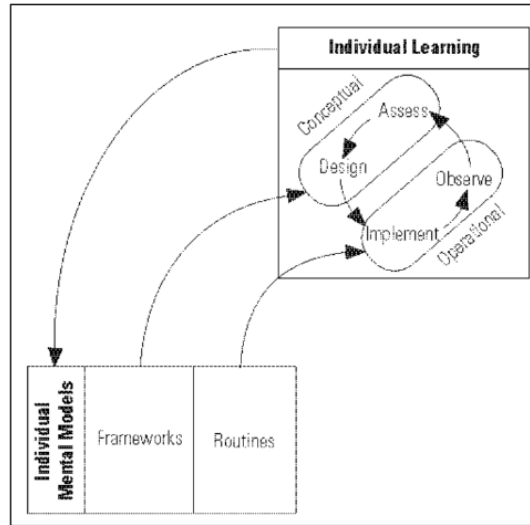 Individual Learning
Conceptual
Assess
Design
Observe
Implement
Operational
Individual
Mental Models
Frameworks
Routines